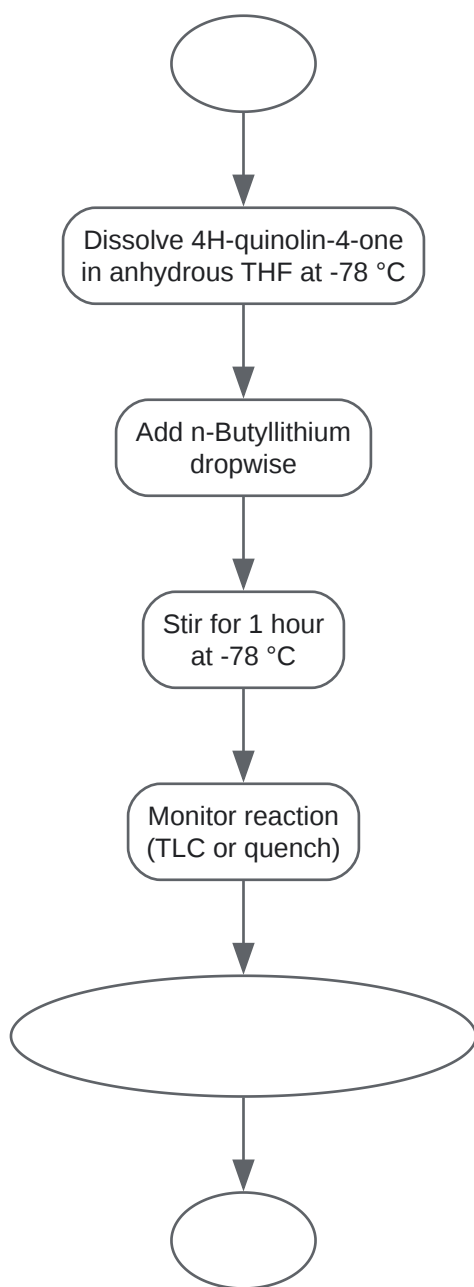 Dissolve 4H-quinolin-4-one
in anhydrous THF at -78 °C
Add n-Butyllithium
dropwise
Stir for 1 hour
at -78 °C
Monitor reaction
(TLC or quench)